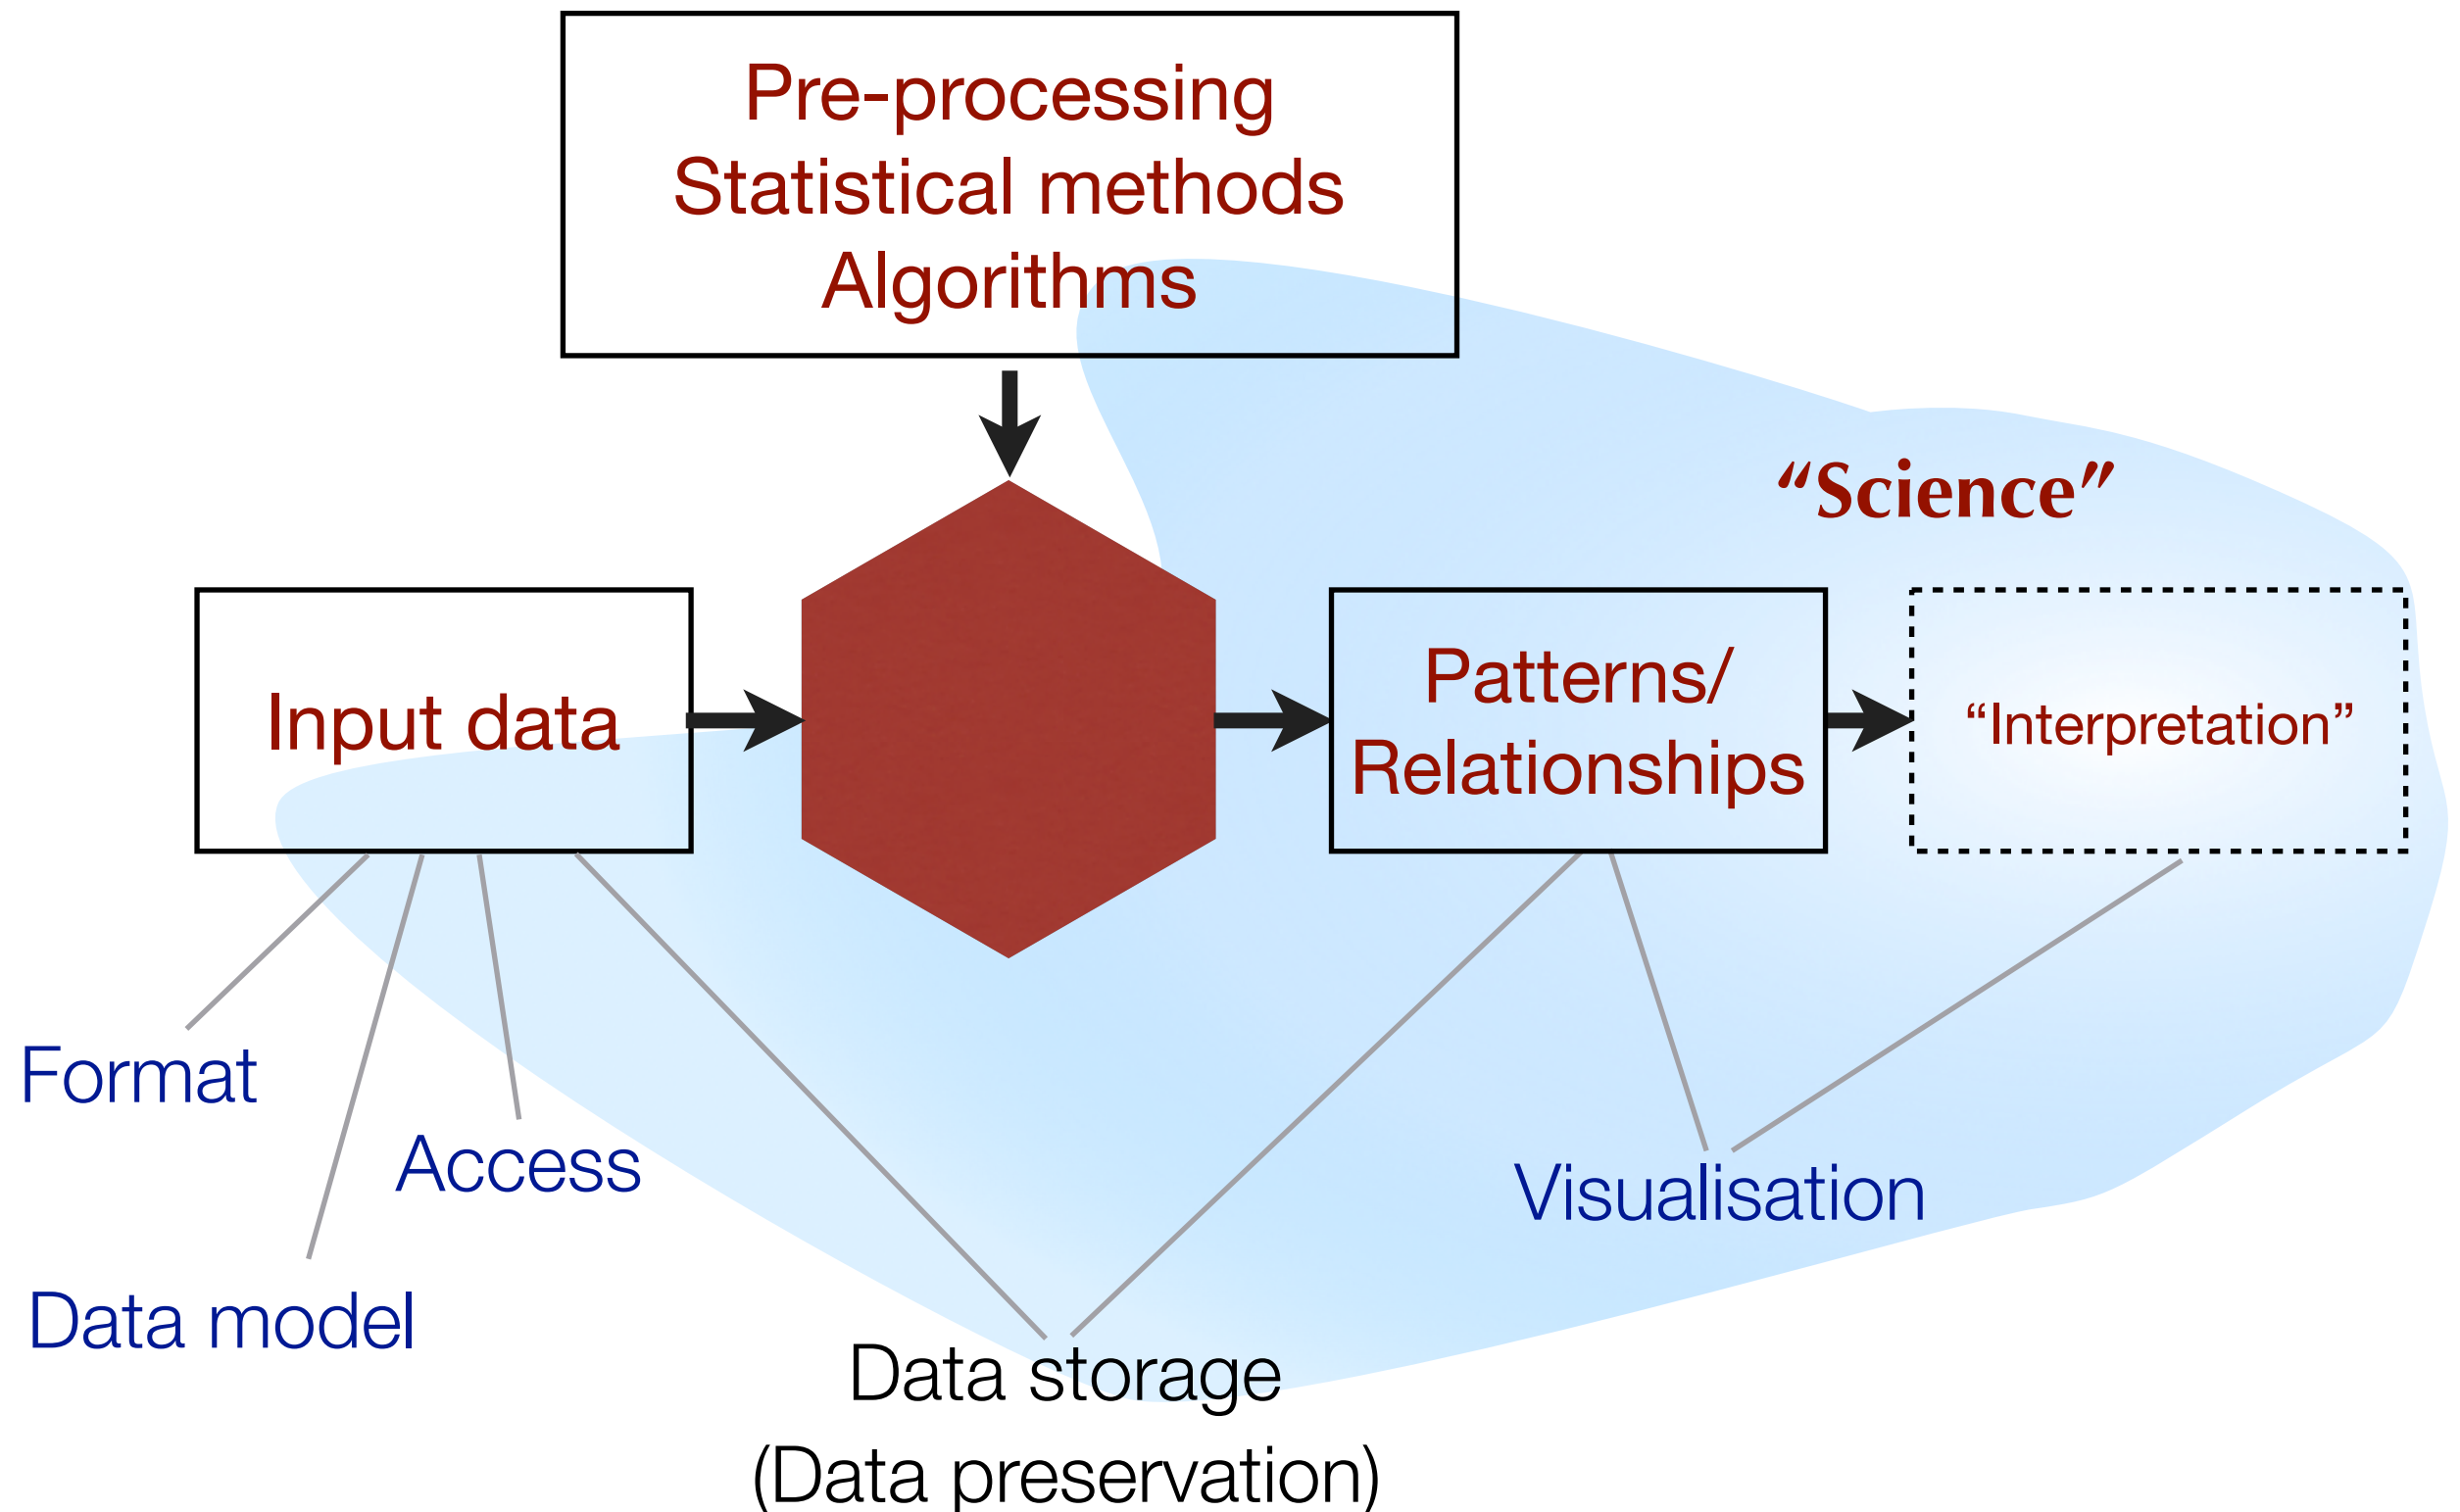 Pre-processing
Statistical methods
Algorithms
“Science”
Input data
Patterns/
Relationships
“Interpretation”
Format
Access
Visualisation
Data model
Data storage
(Data preservation)